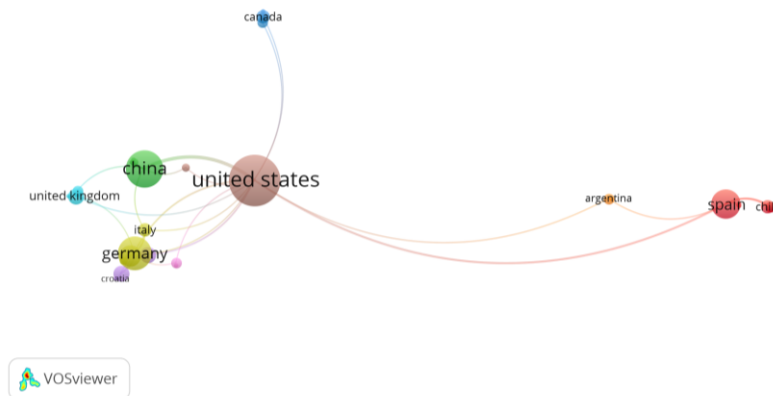 canada
china
united states
united kingdom
argentina
spain
italy
germany
croatia
VOSviewer